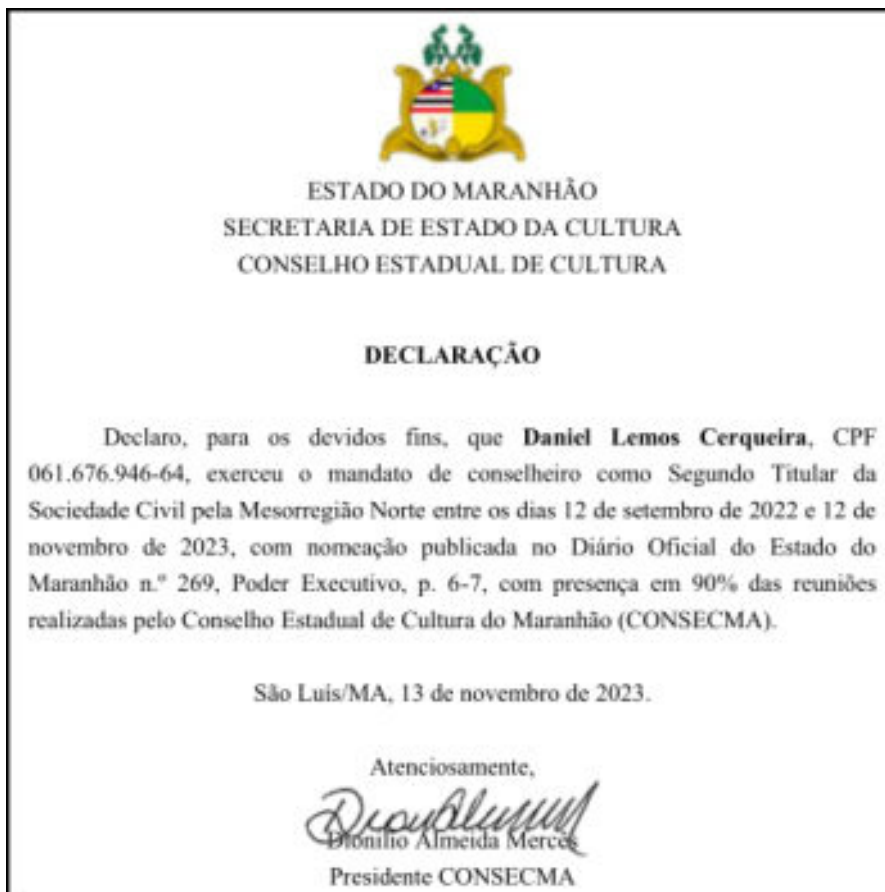 ESTADO DO MARANHÃO
SECRETARIA DE ESTADO DA CULTURA
CONSELHO ESTADUAL DE CULTURA
DECLARAÇÃO
Declaro, para os devidos fins, que Daniel Lemos Cerqueira, CPF
061.676.946-64, exerceu o mandato de conselheiro como Segundo Titular da
Sociedade Civil pela Mesorregião Norte entre os dias 12 de setembro de 2022 e 12 de
novembro de 2023, com nomeação publicada no Diário Oficial do Estado do
Maranhão n.º 269, Poder Executivo, p. 6-7, com presença em 90% das reuniões
realizadas pelo Conselho Estadual de Cultura do Maranhão (CONSECMA).
São Luís/MA, 13 de novembro de 2023.
Atenciosamente,
Dionilio Almeida Merces
Presidente CONSECMA